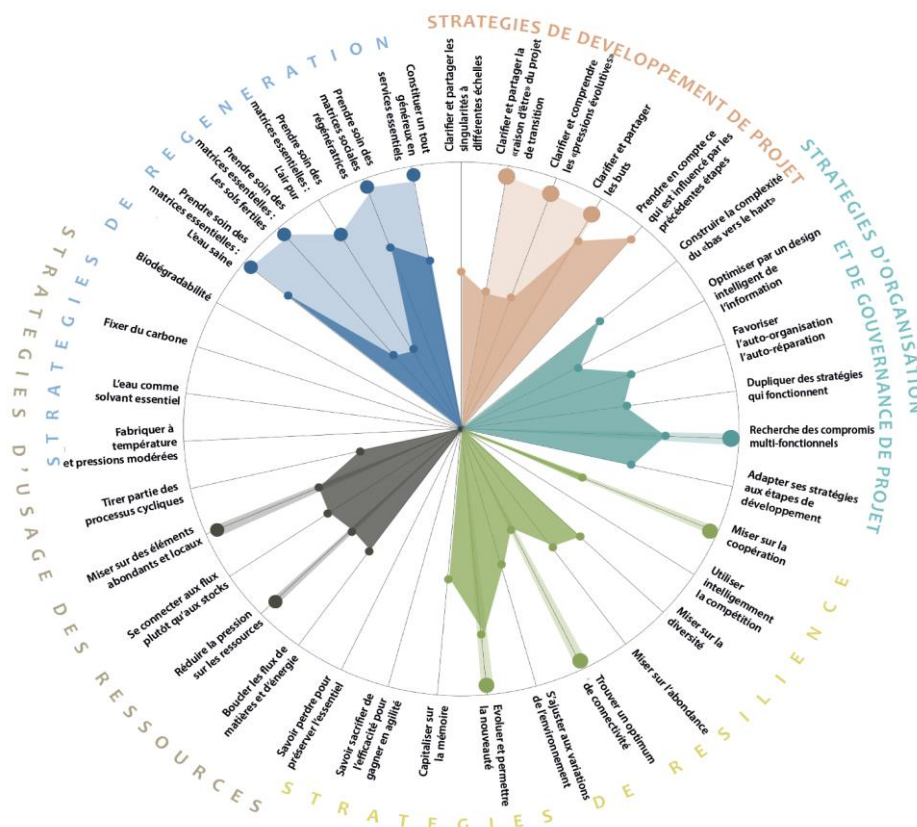 STRATEGIES DE DEVELOPPEMENT DE PROJET
Clarifier et partager les
singularités à
différentes échelles
Clarifier et partager la
«raison d'être» du projet
de transition
Clarifier et comprendre
les «pressions évolutives»
Clarifier et partager
les buts
Prendre en compte ce
qui est influencé par les
précédentes étapes
STRATEGIES D'ORGANISATION
ET DE GOUVERNANCE DE PROJET
Construire la complexité
du «bas vers le haut»
Optimiser par un design
intelligent de
l'information
Favoriser
l'auto-organisation
l'auto-réparation
Dupliquer des stratégies
qui fonctionnent
Recherche des compromis
multi-fonctionnels
Adapter ses stratégies
aux étapes de
développement
STRATEGIES DE RESILIENCE
Miser sur la
coopération
Utiliser
intelligemment
la compétition
Miser sur la
diversité
Miser sur l'abondance
Trouver un optimum
de connectivité
S'ajuster aux variations
de l'environnement
Evoluer et permettre
la nouveauté
Capitaliser sur
la mémoire
Savoir sacrifier de
l'efficacité pour
gagner en agilité
Savoir perdre pour
préserver l'essentiel
STRATEGIES D'USAGE DES RESSOURCES
Boucler les flux de
matières et d'énergie
Réduire la pression
sur les ressources
Se connecter aux flux
plutôt qu'aux stocks
Miser sur des éléments
abondants et locaux
Tirer partie des
processus cycliques
Fabriquer à
température
et pressions modérées
L'eau comme
solvant essentiel
Fixer du carbone
Biodégradabilité
STRATEGIES DE REGENERATION
Prendre soin des
matrices essentielles :
L'eau saine
Prendre soin des
matrices essentielles :
Les sols fertiles
Prendre soin des
matrices essentielles :
L'air pur
Prendre soin des
matrices sociales
régénératrices
Constituer un tout
généreux en
services essentiels